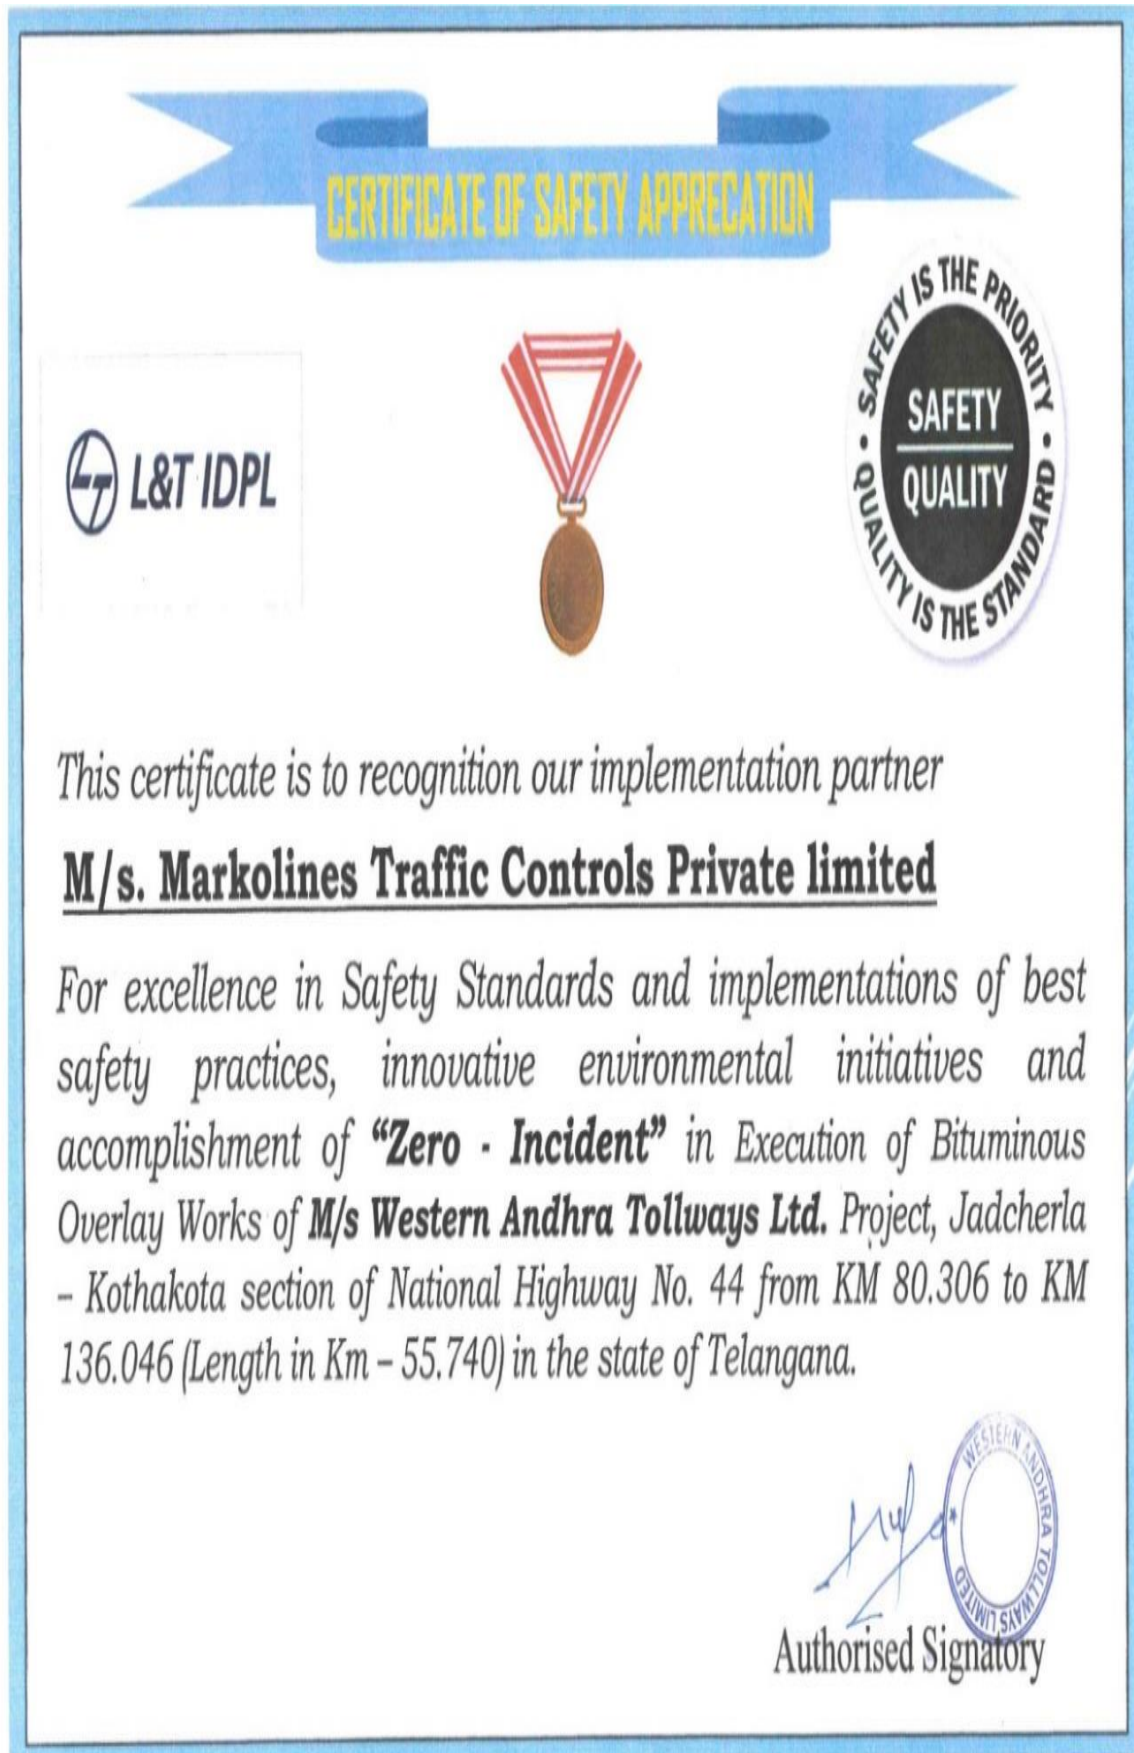 CERTIFICATE OF SAFETY APPRECATION
L&T IDPL
SAFETY IS THE PRIORITY
SAFETY
QUALITY
QUALITY IS THE STANDARD
This certificate is to recognition our implementation partner
M/s. Markolines Traffic Controls Private limited
For excellence in Safety Standards and implementations of best
safety practices, innovative environmental initiatives and
accomplishment of “Zero - Incident” in Execution of Bituminous
Overlay Works of M/s Western Andhra Tollways Ltd. Project, Jadcherla
– Kothakota section of National Highway No. 44 from KM 80.306 to KM
136.046 (Length in Km – 55.740) in the state of Telangana.
WESTERN ANDHRA TOLLWAYS LIMITED
Authorised Signatory